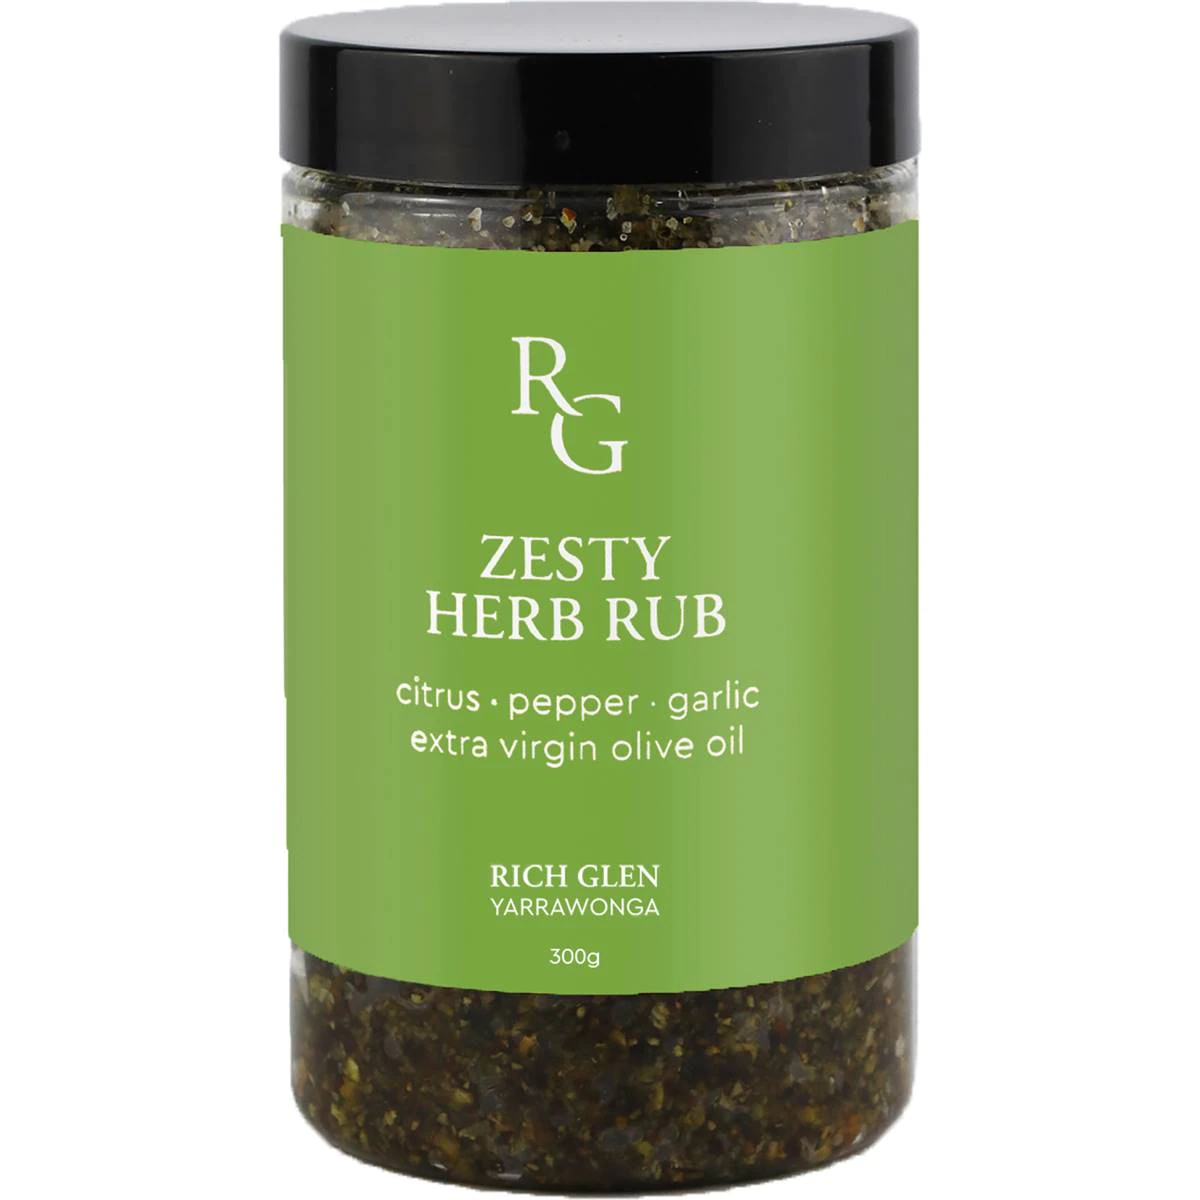 RG
ZESTY
HERB RUB
citrus · pepper · garlic
extra virgin olive oil
RICH GLEN
YARRAWONGA
300g